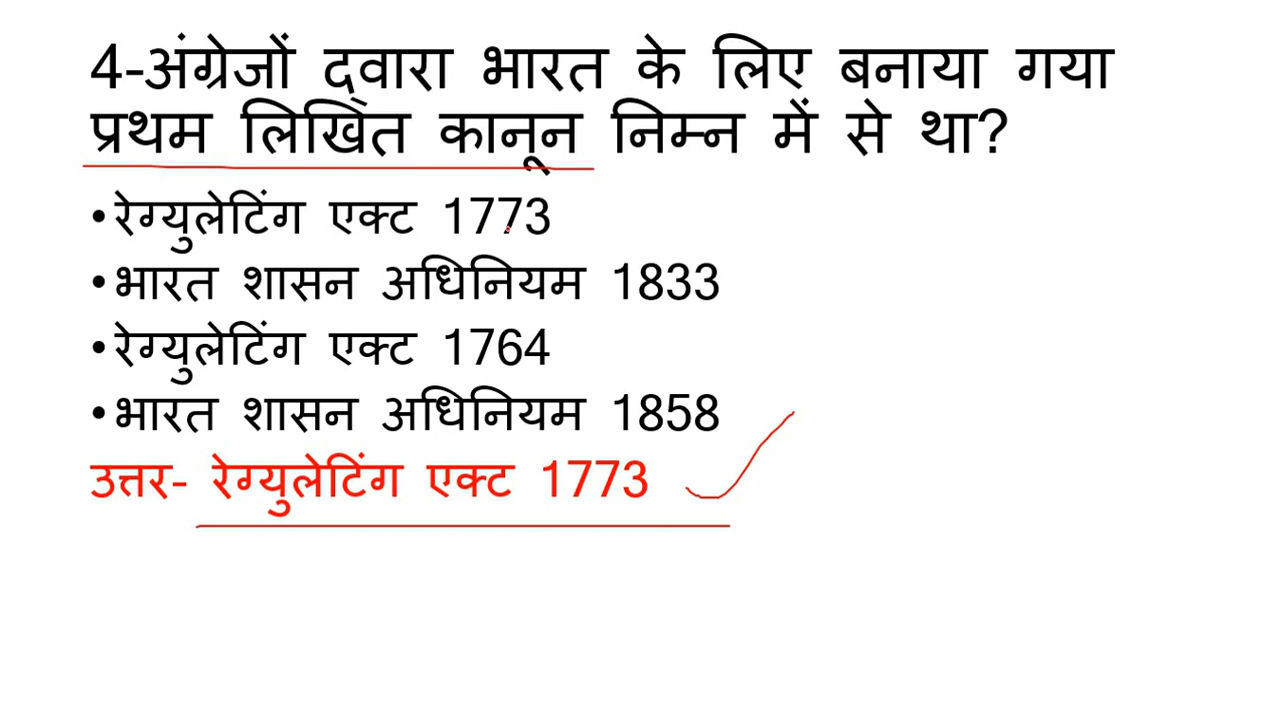 4-अंग्रेजों द्वारा भारत के लिए बनाया गया
प्रथम लिखित कानून निम्न में से था?
•रेग्युलेटिंग एक्ट 1773
•भारत शासन अधिनियम 1833
•रेग्युलेटिंग एक्ट 1764
•भारत शासन अधिनियम 1858
उत्तर- रेग्युलेटिंग एक्ट 1773